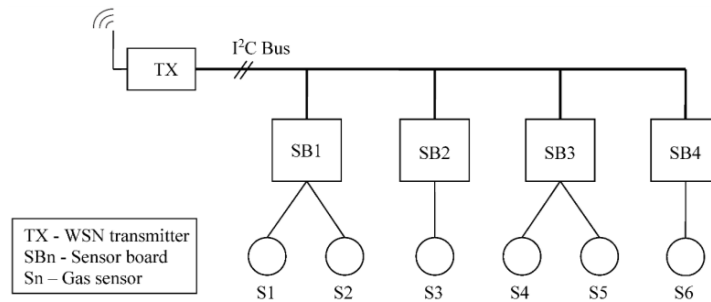 I²C Bus
TX
SB1 SB2 SB3 SB4
TX - WSN transmitter
SBn - Sensor board
Sn – Gas sensor
S1 S2 S3 S4 S5 S6